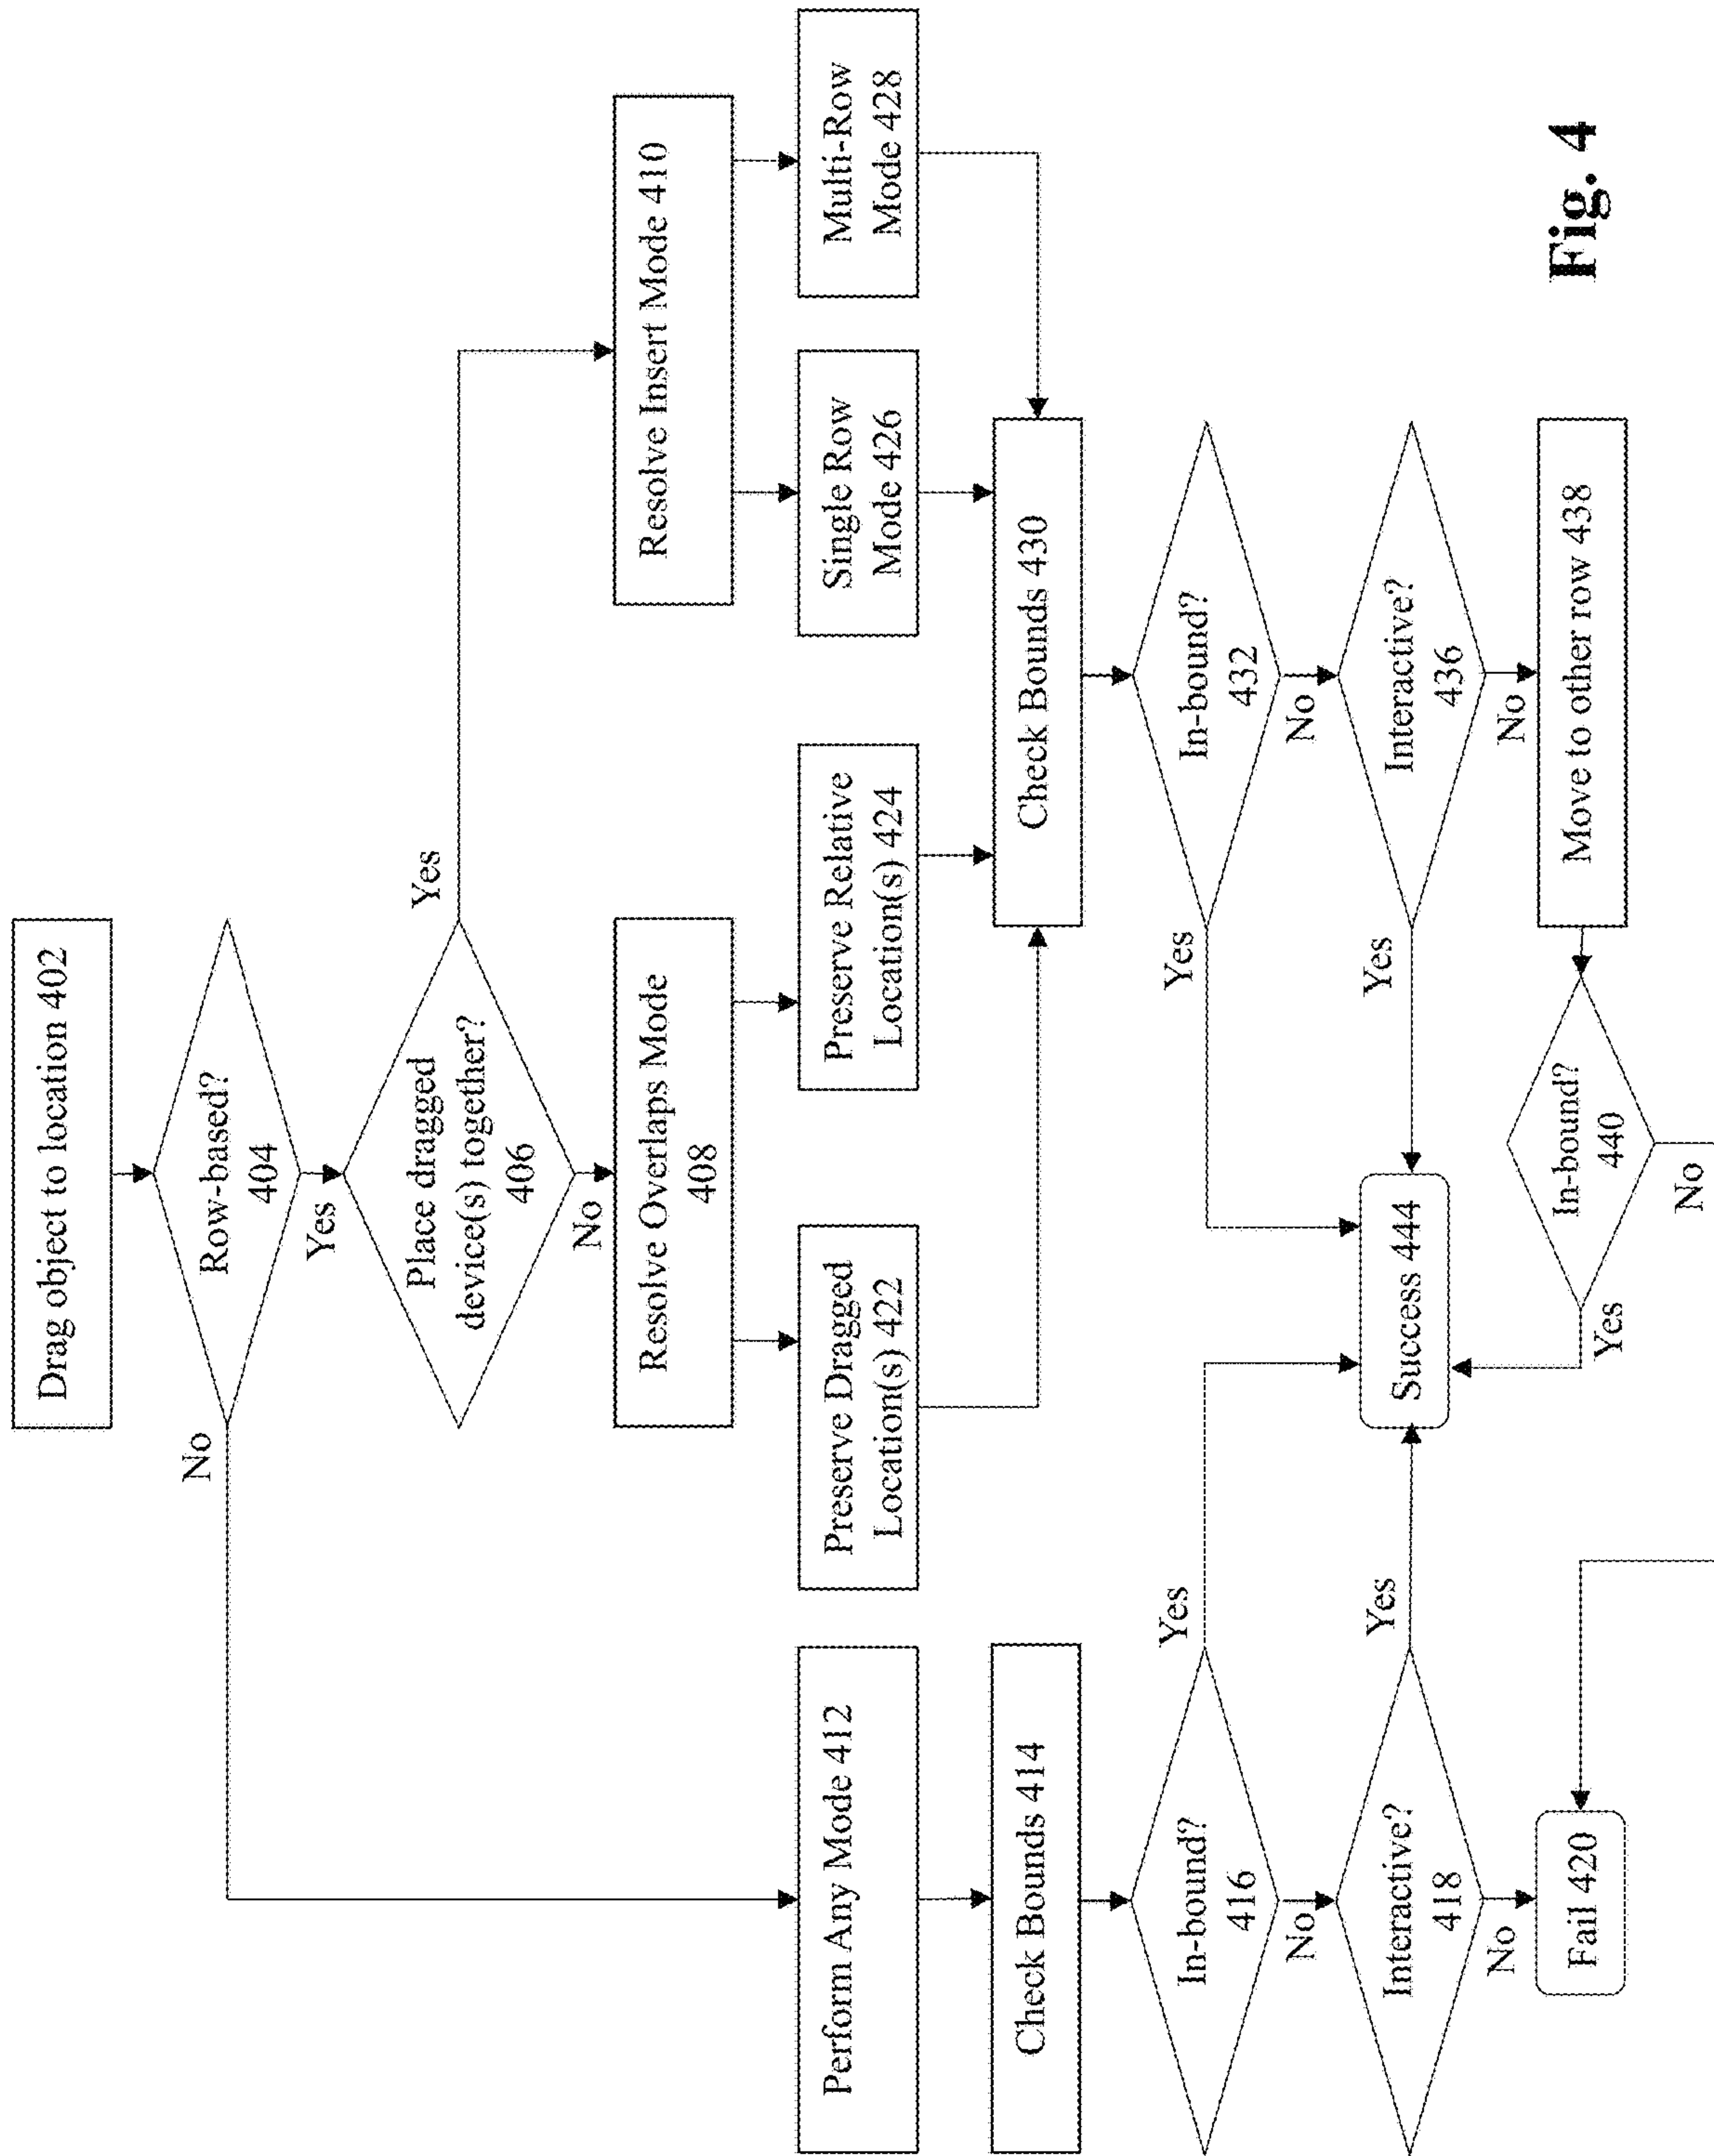 Drag object to location 402
Row-based?
404
No
Yes
Place dragged
device(s) together?
406
Yes
No
Resolve Overlaps Mode
408
Resolve Insert Mode 410
Perform Any Mode 412
Preserve Dragged
Location(s) 422
Preserve Relative
Location(s) 424
Single Row
Mode 426
Multi-Row
Mode 428
Check Bounds 414
Check Bounds 430
In-bound?
416
Yes
No
In-bound?
432
Yes
No
Interactive?
418
Yes
No
Success 444
Interactive?
436
Yes
No
Fail 420
In-bound?
440
Yes
No
Move to other row 438
Fig. 4